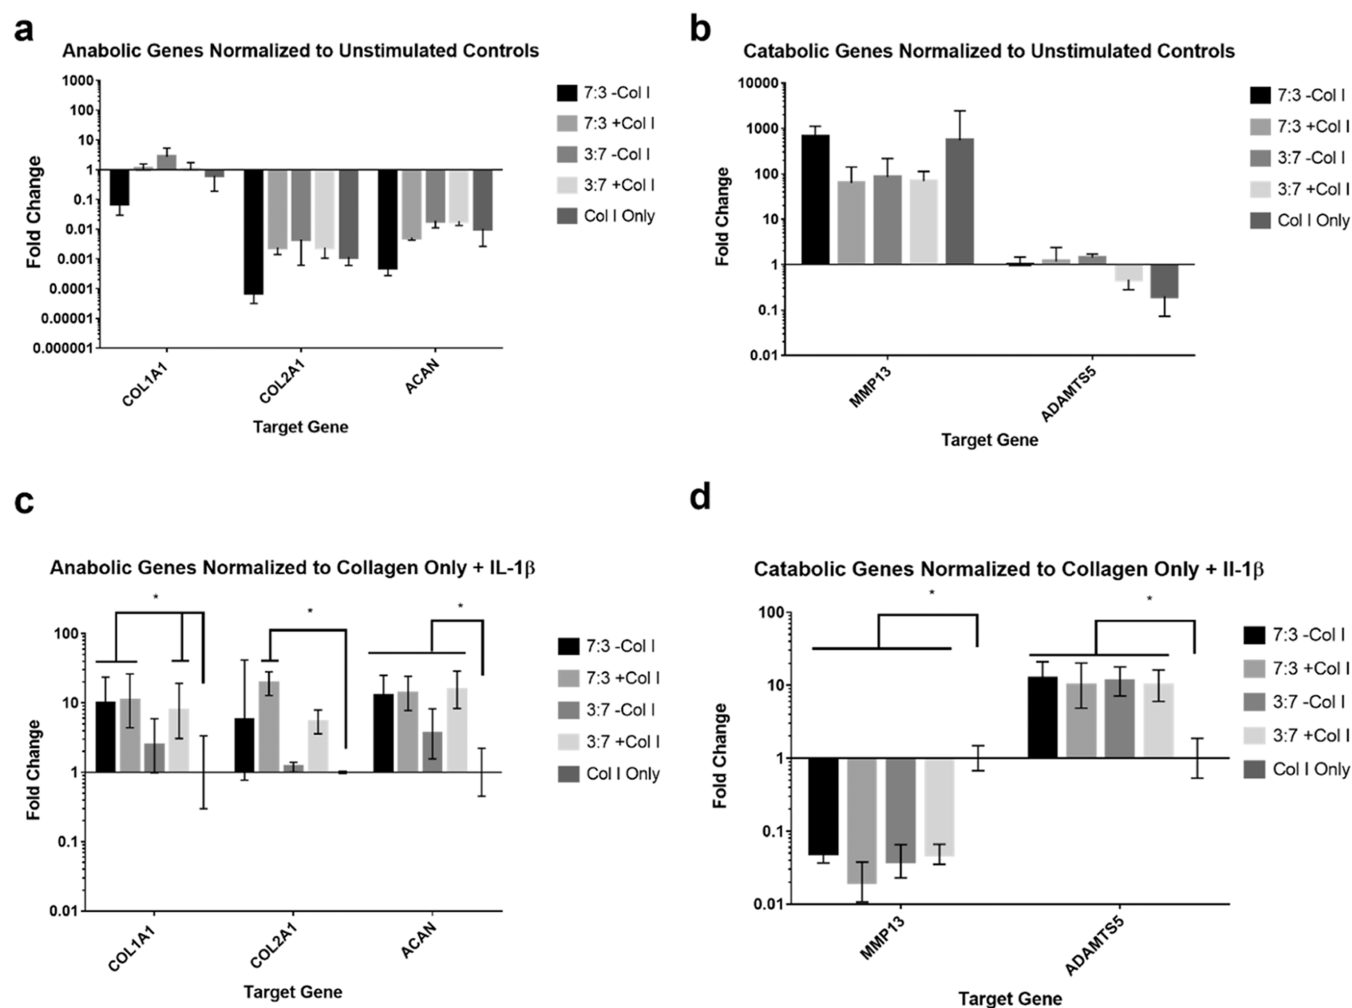 a
Anabolic Genes Normalized to Unstimulated Controls
1000
100
10
1
0.1
0.01
0.001
0.0001
0.00001
0.000001
Fold Change
COL1A1
COL2A1
ACAN
Target Gene
7:3 -Col I
7:3 +Col I
3:7 -Col I
3:7 +Col I
Col I Only
b
Catabolic Genes Normalized to Unstimulated Controls
10000
1000
100
10
1
0.1
0.01
Fold Change
MMP13
ADAMTS5
Target Gene
7:3 -Col I
7:3 +Col I
3:7 -Col I
3:7 +Col I
Col I Only
c
Anabolic Genes Normalized to Collagen Only + IL-1β
*
*
*
100
10
1
0.1
0.01
Fold Change
COL1A1
COL2A1
ACAN
Target Gene
7:3 -Col I
7:3 +Col I
3:7 -Col I
3:7 +Col I
Col I Only
d
Catabolic Genes Normalized to Collagen Only + Il-1β
*
*
100
10
1
0.1
0.01
Fold Change
MMP13
ADAMTS5
Target Gene
7:3 -Col I
7:3 +Col I
3:7 -Col I
3:7 +Col I
Col I Only